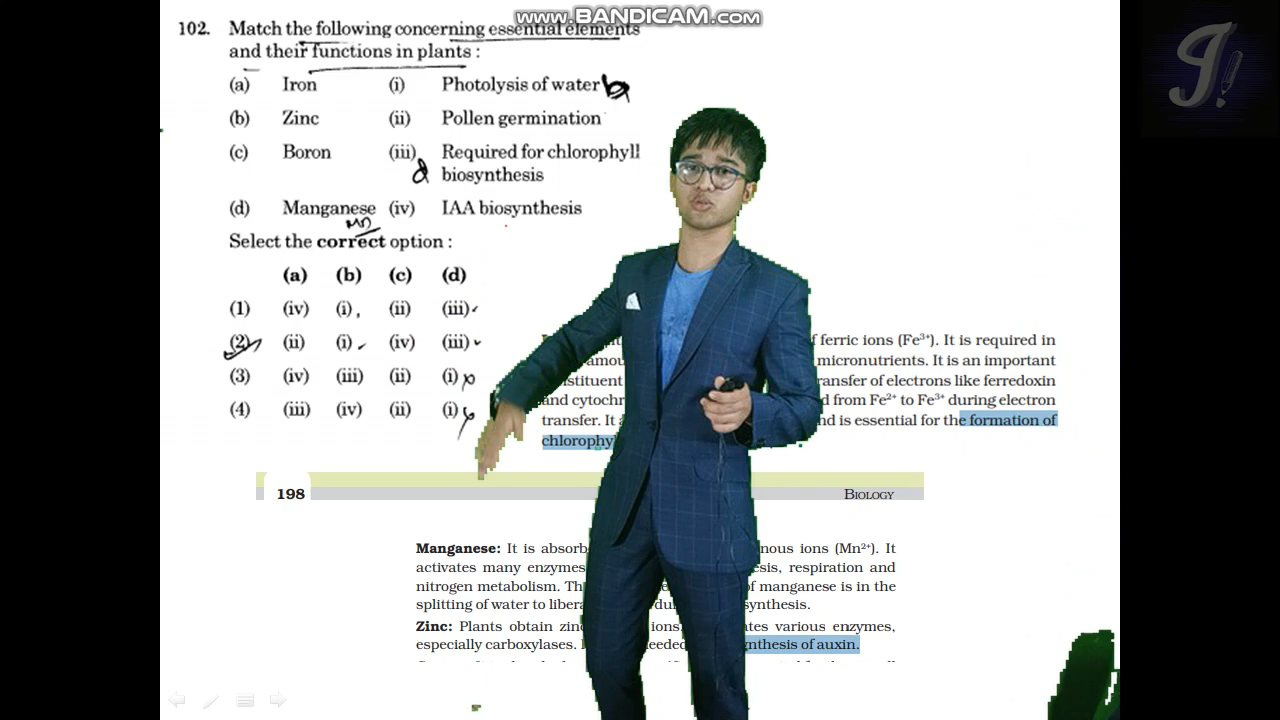 www.BANDICAM.com
102. Match the following concerning essential elements
and their functions in plants :
(a) Iron (i) Photolysis of water b
(b) Zinc (ii) Pollen germination
(c) Boron (iii) Required for chlorophyll
d biosynthesis
(d) Manganese (iv) IAA biosynthesis
Mn
Select the correct option :
(a) (b) (c) (d)
(1) (iv) (i) (ii) (iii)
(2) (ii) (i) (iv) (iii)
(3) (iv) (iii) (ii) (i)
(4) (iii) (iv) (ii) (i)
f ferric ions (Fe³⁺). It is required in
micronutrients. It is an important
nstituent ransfer of electrons like ferredoxin
and cytochr d from Fe²⁺ to Fe³⁺ during electron
transfer. It nd is essential for the formation of
chlorophy
198 BIOLOGY
Manganese: It is absorb nous ions (Mn²⁺). It
activates many enzymes esis, respiration and
nitrogen metabolism. Th of manganese is in the
splitting of water to libera du synthesis.
Zinc: Plants obtain zin ions. ates various enzymes,
especially carboxylases. needed nthesis of auxin.
J!